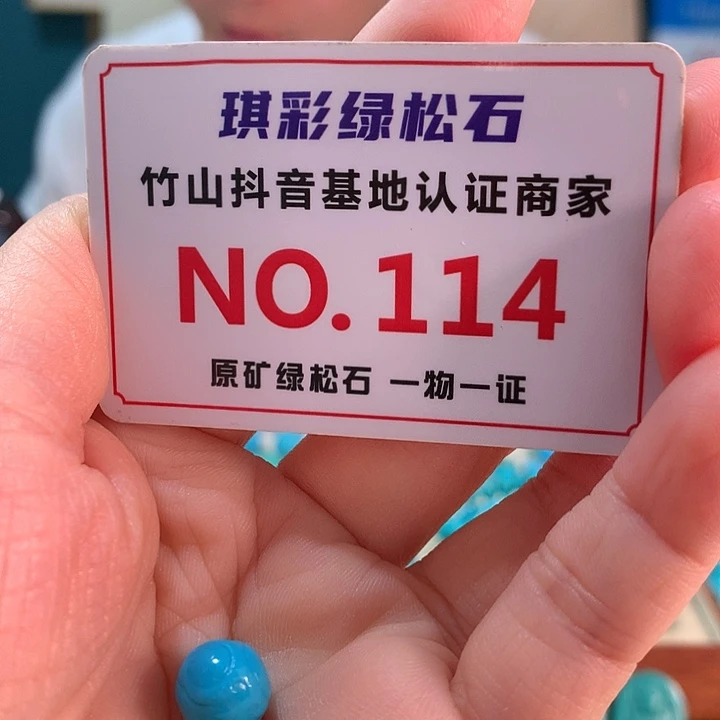 琪彩绿松石
竹山抖音基地认证商家
NO.114
原矿绿松石 一物一证